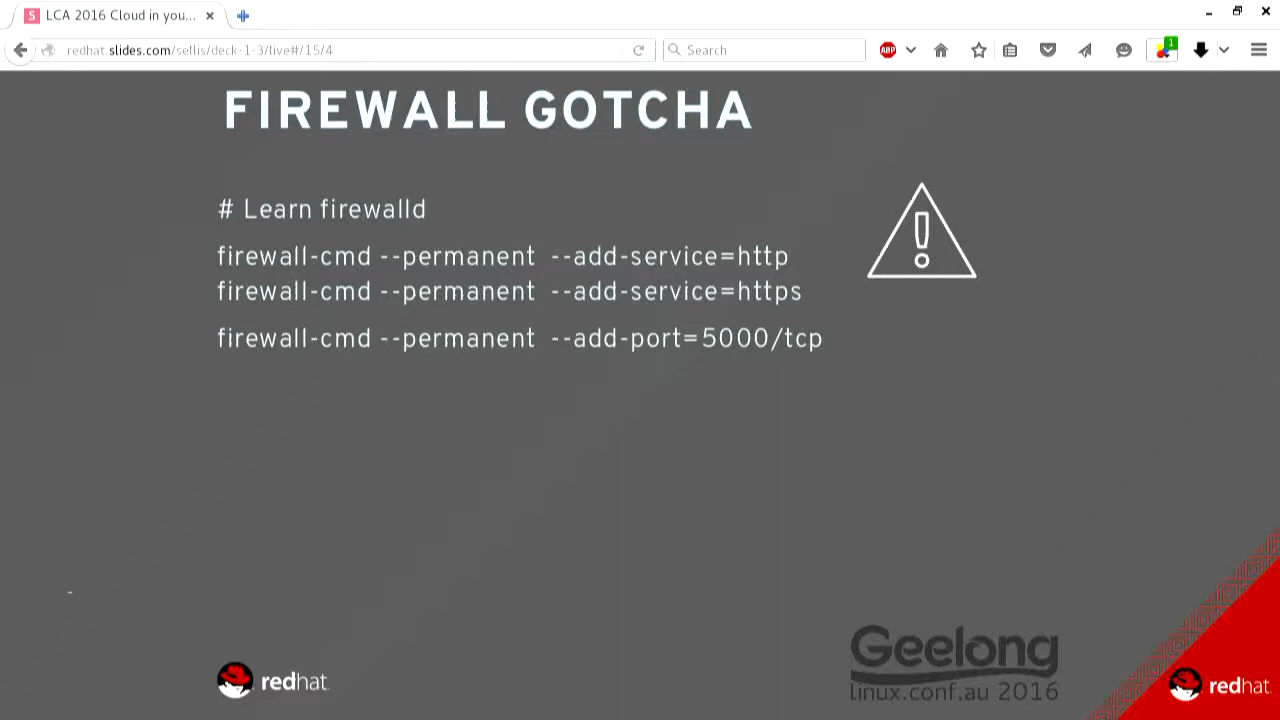 LCA 2016 Cloud in you...
redhat.slides.com/sellis/deck-1-3/live#/15/4
Search
ABP
1
FIREWALL GOTCHA
# Learn firewalld
firewall-cmd --permanent --add-service=http
firewall-cmd --permanent --add-service=https
firewall-cmd --permanent --add-port=5000/tcp
redhat.
Geelong
linux.conf.au 2016
redhat.